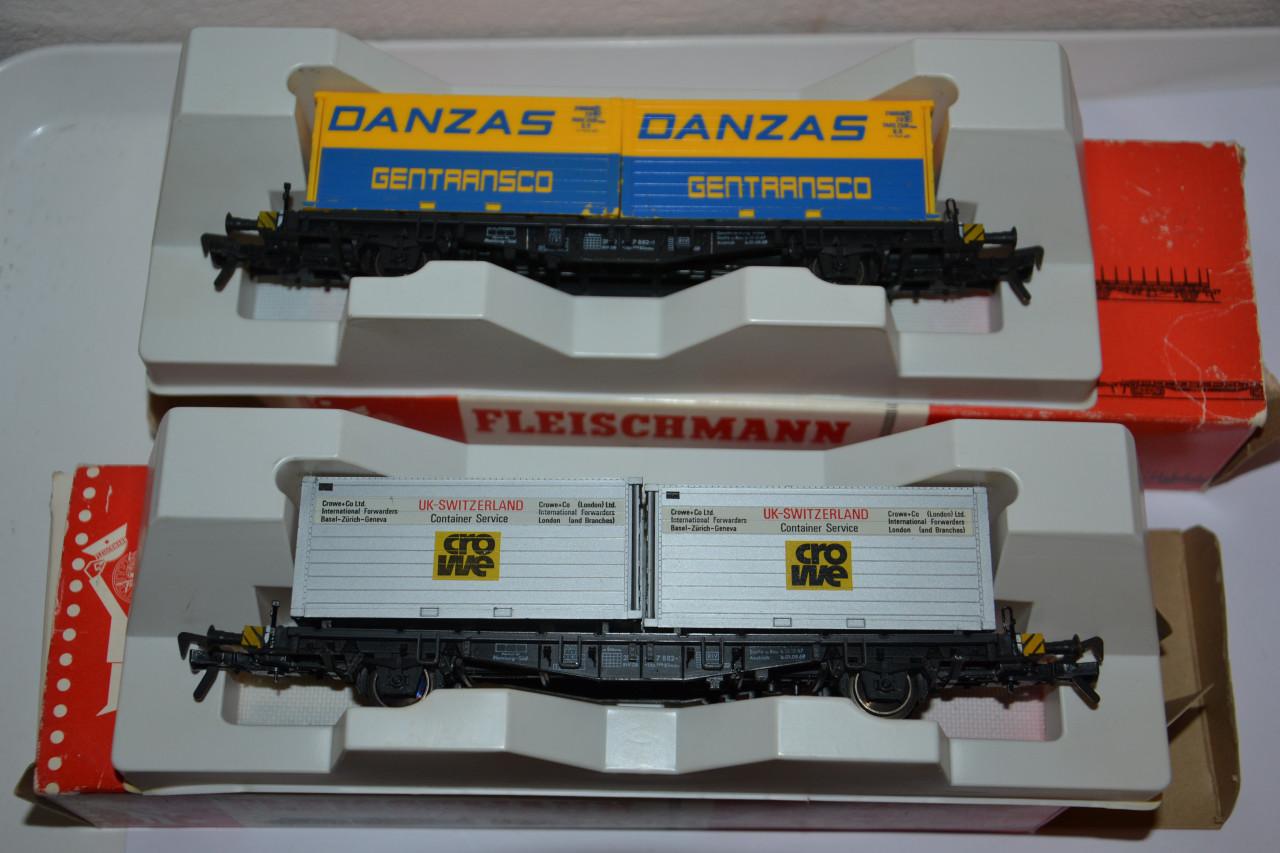 DANZAS
DANZAS
GENTRANSCO
GENTRANSCO
FLEISCHMANN
Crowe+Co Ltd.
International Forwarders
Basel-Zürich-Geneva
UK-SWITZERLAND
Container Service
Crowe+Co (London) Ltd.
International Forwarders
London (and Branches)
crowe
Crowe+Co Ltd.
International Forwarders
Basel-Zürich-Geneva
UK-SWITZERLAND
Container Service
Crowe+Co (London) Ltd.
International Forwarders
London (and Branches)
crowe